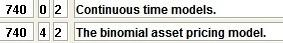 740 0 2 Continuous time models.
740 4 2 The binomial asset pricing model.